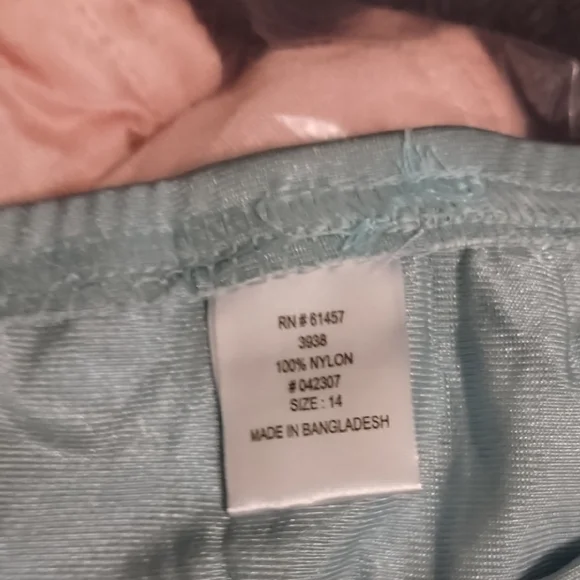 RN # 61457
3938
100% NYLON
# 042307
SIZE : 14
MADE IN BANGLADESH